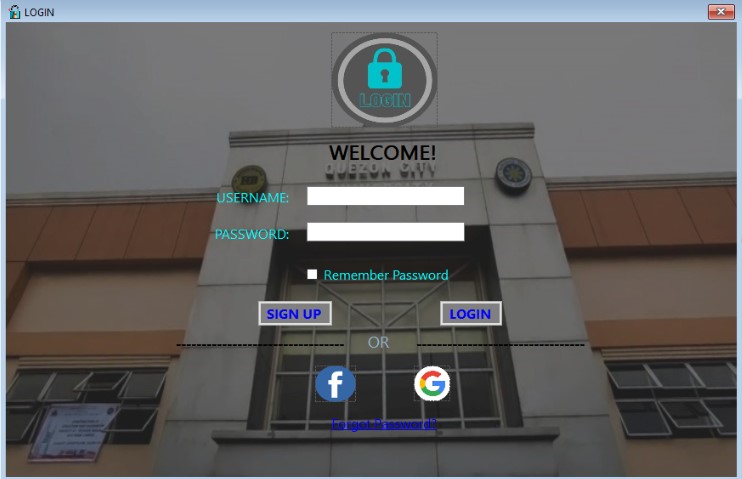 LOGIN
LOGIN
WELCOME!
QUEZON CITY
USERNAME:
PASSWORD:
Remember Password
SIGN UP
LOGIN
OR
Forgot Password?